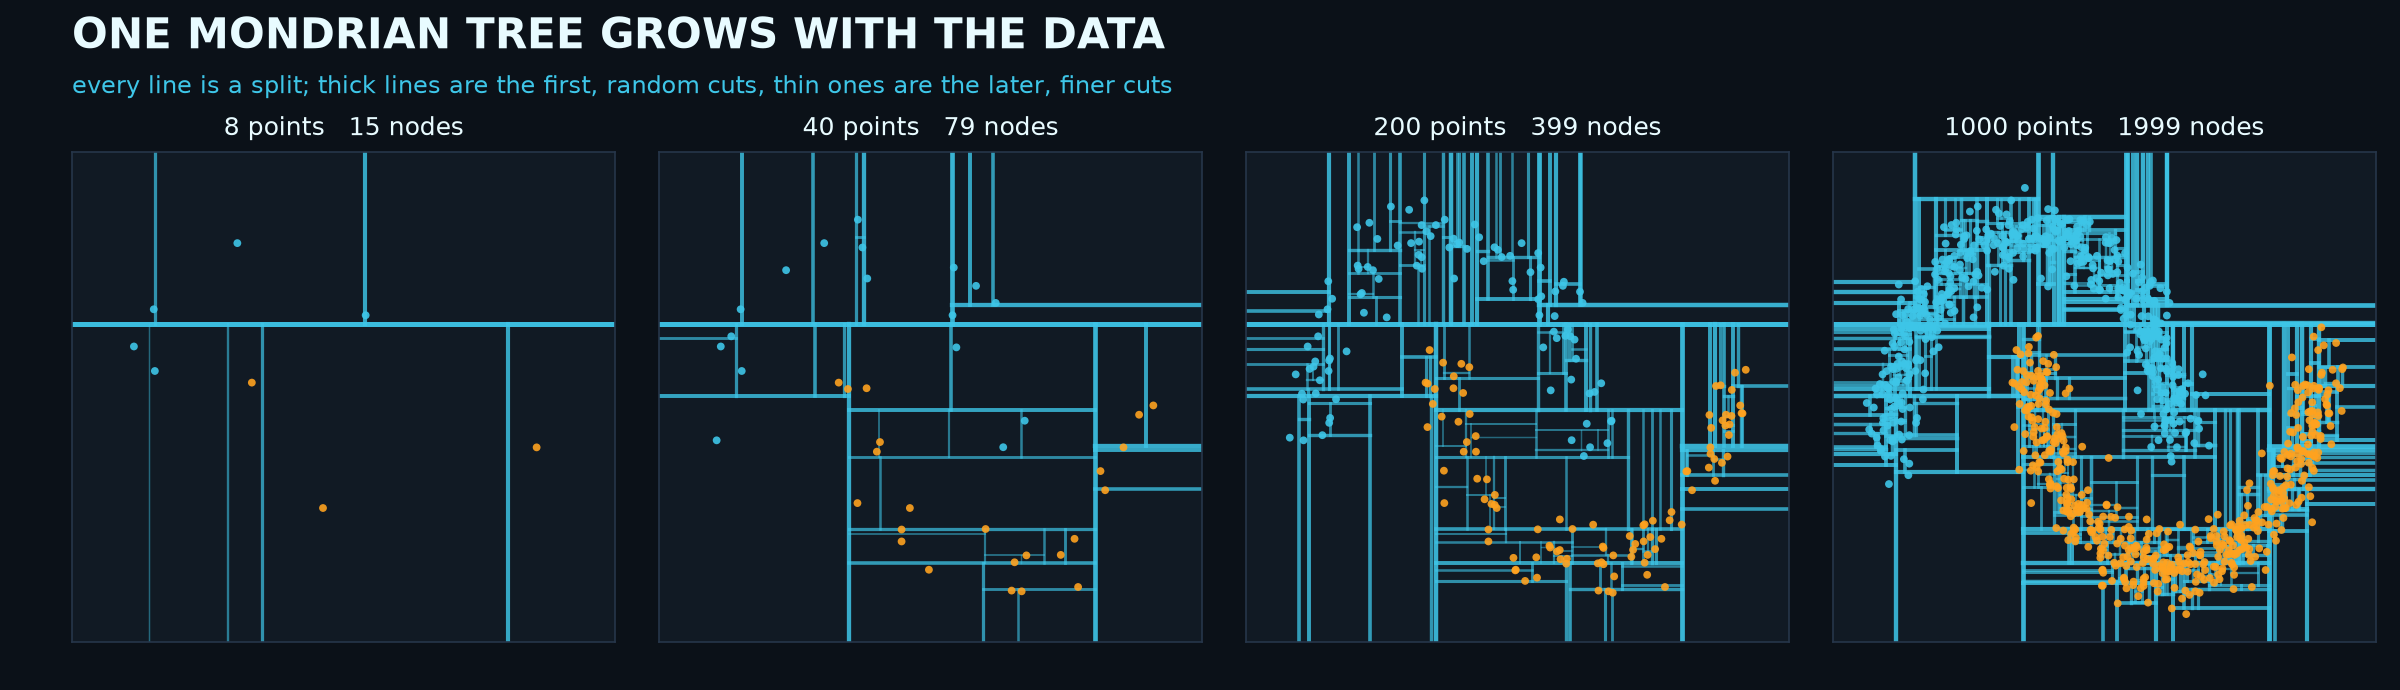 ONE MONDRIAN TREE GROWS WITH THE DATA
every line is a split; thick lines are the first, random cuts, thin ones are the later, finer cuts
8 points 15 nodes
40 points 79 nodes
200 points 399 nodes
1000 points 1999 nodes